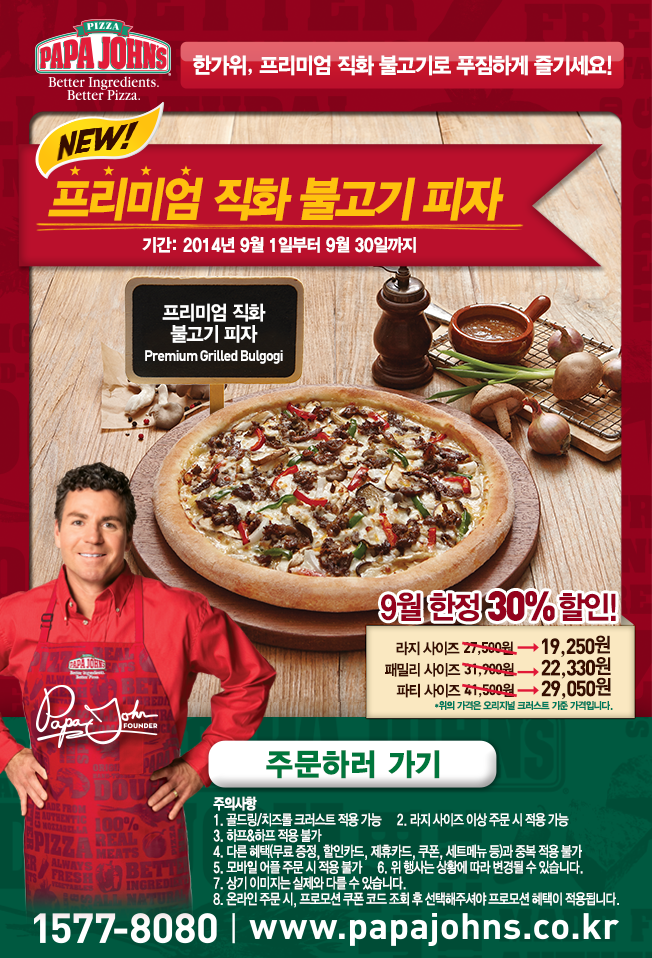 PIZZA
PAPA JOHNS
Better Ingredients.
Better Pizza.
한가위, 프리미엄 직화 불고기로 푸짐하게 즐기세요!
NEW!
프리미엄 직화 불고기 피자
기간: 2014년 9월 1일부터 9월 30일까지
프리미엄 직화
불고기 피자
Premium Grilled Bulgogi
9월 한정 30% 할인!
라지 사이즈 27,500원 → 19,250원
패밀리 사이즈 31,900원 → 22,330원
파티 사이즈 41,500원 → 29,050원
*위의 가격은 오리지널 크러스트 기준 가격입니다.
PAPA JOHNS
Better Ingredients.
Better Pizza.
Papa John
FOUNDER
주문하러 가기
주의사항
1. 골드링/치즈롤 크러스트 적용 가능 2. 라지 사이즈 이상 주문 시 적용 가능
3. 하프&하프 적용 불가
4. 다른 혜택(무료 증정, 할인카드, 제휴카드, 쿠폰, 세트메뉴 등)과 중복 적용 불가
5. 모바일 어플 주문 시 적용 불가 6. 위 행사는 상황에 따라 변경될 수 있습니다.
7. 상기 이미지는 실제와 다를 수 있습니다.
8. 온라인 주문 시, 프로모션 쿠폰 코드 조회 후 선택해주셔야 프로모션 혜택이 적용됩니다.
1577-8080 | www.papajohns.co.kr